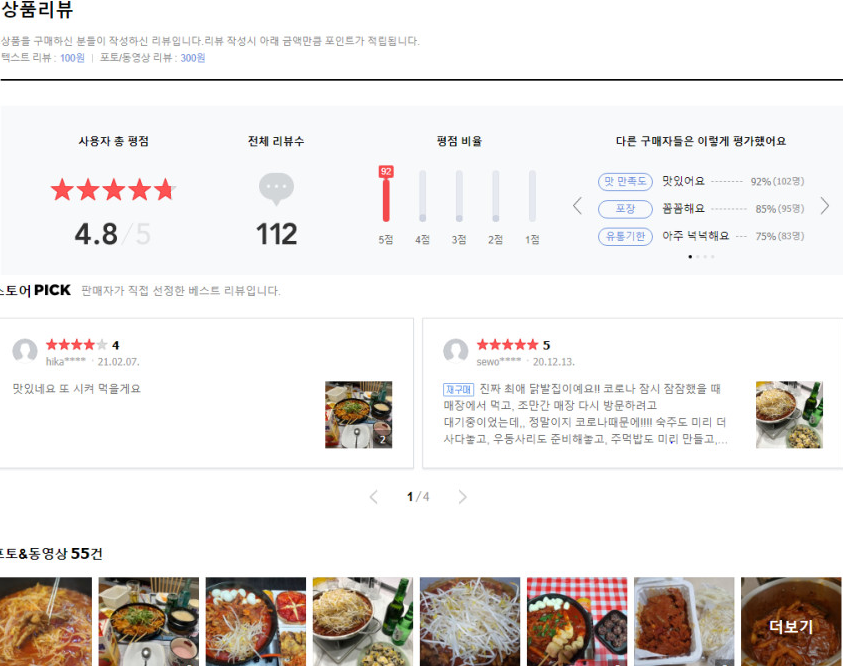 상품리뷰
상품을 구매하신 분들이 작성하신 리뷰입니다.리뷰 작성시 아래 금액만큼 포인트가 적립됩니다.
텍스트 리뷰 : 100원 | 포토/동영상 리뷰 : 300원
사용자 총 평점
4.8/5
전체 리뷰수
112
평점 비율
92
5점 4점 3점 2점 1점
다른 구매자들은 이렇게 평가했어요
맛 만족도 맛있어요 92%(102명)
포장 꼼꼼해요 85%(95명)
유통기한 아주 넉넉해요 75%(83명)
스토어PICK 판매자가 직접 선정한 베스트 리뷰입니다.
4
hika**** · 21.02.07.
맛있네요 또 시켜 먹을게요
2
5
sewo**** · 20.12.13.
재구매 진짜 최애 닭발집이예요!! 코로나 잠시 잠잠했을 때
매장에서 먹고, 조만간 매장 다시 방문하려고
대기중이었는데,, 정말이지 코로나때문에!!!! 숙주도 미리 더
사다놓고, 우동사리도 준비해놓고, 주먹밥도 미리 만들고,...
1/4
포토&동영상 55건
더보기